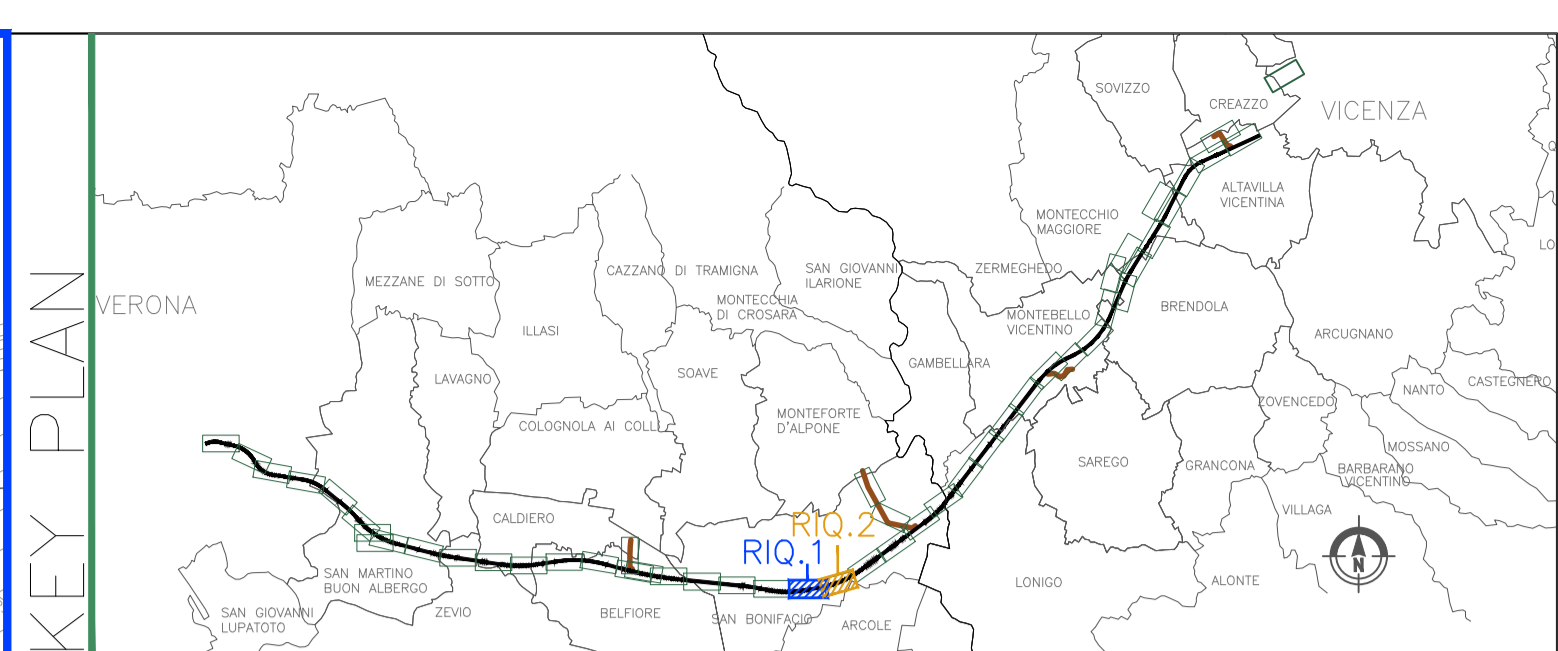 KEY PLAN
SOVIZZO
CREAZZO
VICENZA
ALTAVILLA
VICENTINA
MONTECCHIO
MAGGIORE
ZERMEGHEDO
SAN GIOVANNI
ILARIONE
CAZZANO DI TRAMIGNA
MEZZANE DI SOTTO
VERONA
MONTECCHIA
DI CROSARA
MONTEBELLO
VICENTINO
BRENDOLA
ILLASI
ARCUGNANO
GAMBELLARA
LAVAGNO
SOAVE
CASTEGNERO
NANTO
ZOVENCEDO
MONTEFORTE
D'ALPONE
COLOGNOLA AI COLL
MOSSANO
SAREGO
GRANCONA
BARBARANO
VICENTINO
VILLAGA
CALDIERO
RIQ.2
RIQ.1
N
SAN MARTINO
BUON ALBERGO
LONIGO
ALONTE
SAN GIOVANNI
LUPATOTO
ZEVIO
BELFIORE
SAN BONIFACIO
ARCOLE
LO